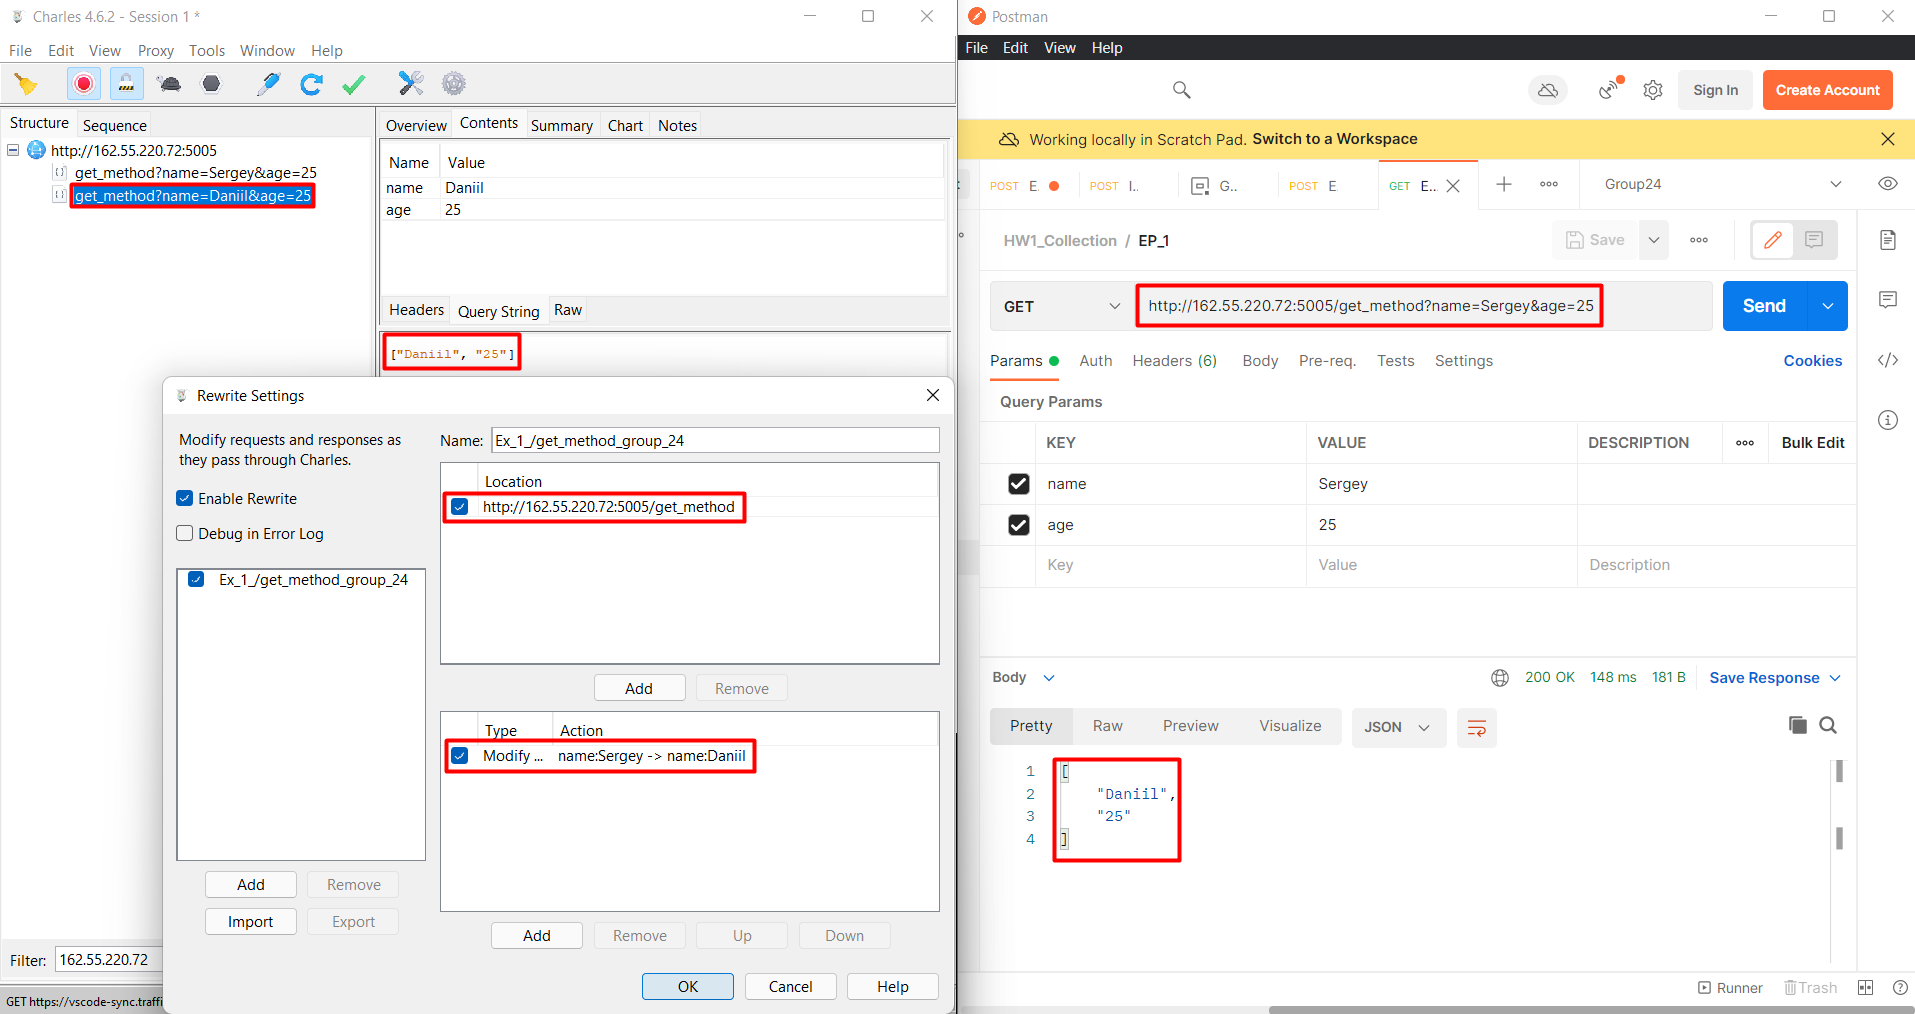 Charles 4.6.2 - Session 1 *
File Edit View Proxy Tools Window Help
Structure Sequence
http://162.55.220.72:5005
get_method?name=Sergey&age=25
get_method?name=Daniil&age=25
Overview Contents Summary Chart Notes
Name Value
name Daniil
age 25
Headers Query String Raw
["Daniil", "25"]
Rewrite Settings
Modify requests and responses as
they pass through Charles.
Enable Rewrite
Debug in Error Log
Ex_1_/get_method_group_24
Add Remove
Import Export
Name: Ex_1_/get_method_group_24
Location
http://162.55.220.72:5005/get_method
Add Remove
Type Action
Modify ... name:Sergey -> name:Daniil
Add Remove Up Down
OK Cancel Help
Filter: 162.55.220.72
GET https://vscode-sync.traffi
Postman
File Edit View Help
Sign In Create Account
Working locally in Scratch Pad. Switch to a Workspace
POST E. POST I.. G.. POST E GET E..
Group24
HW1_Collection / EP_1
Save
GET http://162.55.220.72:5005/get_method?name=Sergey&age=25 Send
Params Auth Headers (6) Body Pre-req. Tests Settings Cookies
Query Params
KEY VALUE DESCRIPTION Bulk Edit
name Sergey
age 25
Key Value Description
Body 200 OK 148 ms 181 B Save Response
Pretty Raw Preview Visualize JSON
1 [
2 "Daniil",
3 "25"
4 ]
Runner Trash